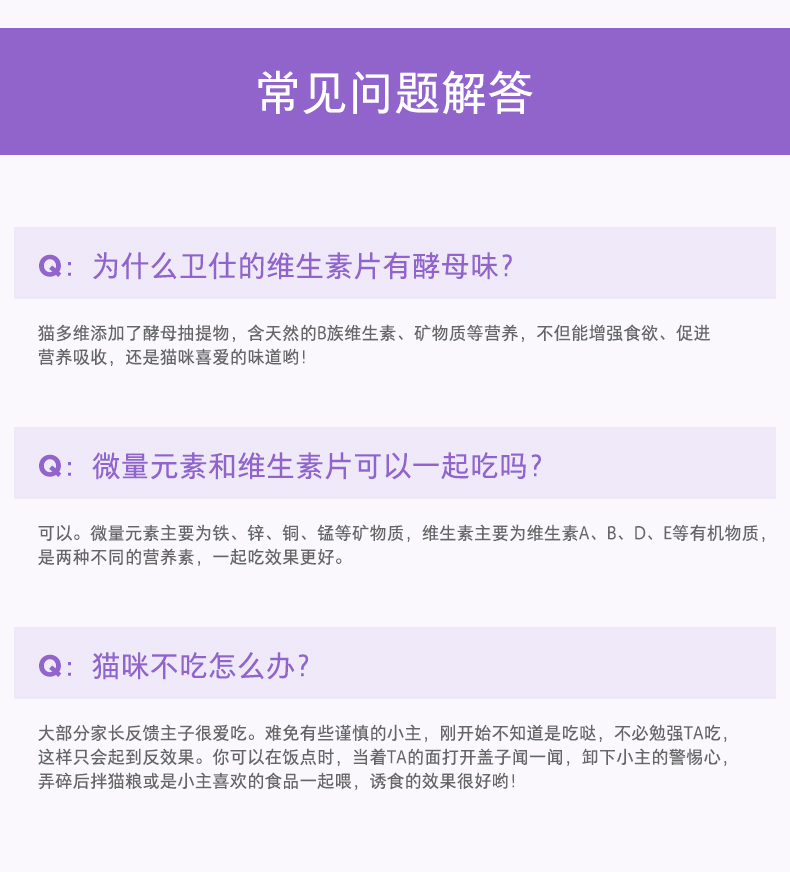 常见问题解答
Q：为什么卫仕的维生素片有酵母味？
猫多维添加了酵母抽提物，含天然的B族维生素、矿物质等营养，不但能增强食欲、促进
营养吸收，还是猫咪喜爱的味道哟！
Q：微量元素和维生素片可以一起吃吗？
可以。微量元素主要为铁、锌、铜、锰等矿物质，维生素主要为维生素A、B、D、E等有机物质，
是两种不同的营养素，一起吃效果更好。
Q：猫咪不吃怎么办？
大部分家长反馈主子很爱吃。难免有些谨慎的小主，刚开始不知道是吃哒，不必勉强TA吃，
这样只会起到反效果。你可以在饭点时，当着TA的面打开盖子闻一闻，卸下小主的警惕心，
弄碎后拌猫粮或是小主喜欢的食品一起喂，诱食的效果很好哟！